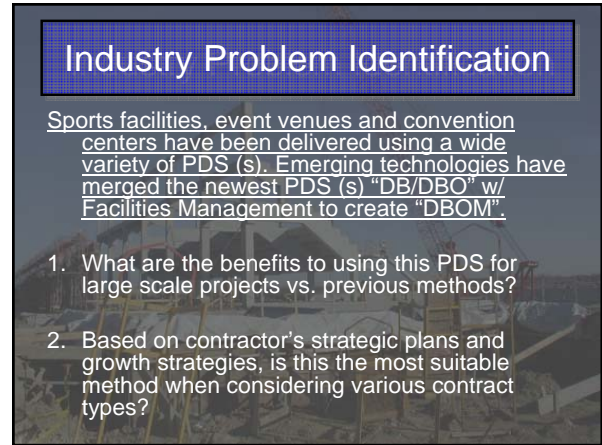 Industry Problem Identification
Sports facilities, event venues and convention
centers have been delivered using a wide
variety of PDS (s). Emerging technologies have
merged the newest PDS (s) “DB/DBO” w/
Facilities Management to create “DBOM”.
1. What are the benefits to using this PDS for
large scale projects vs. previous methods?
2. Based on contractor’s strategic plans and
growth strategies, is this the most suitable
method when considering various contract
types?